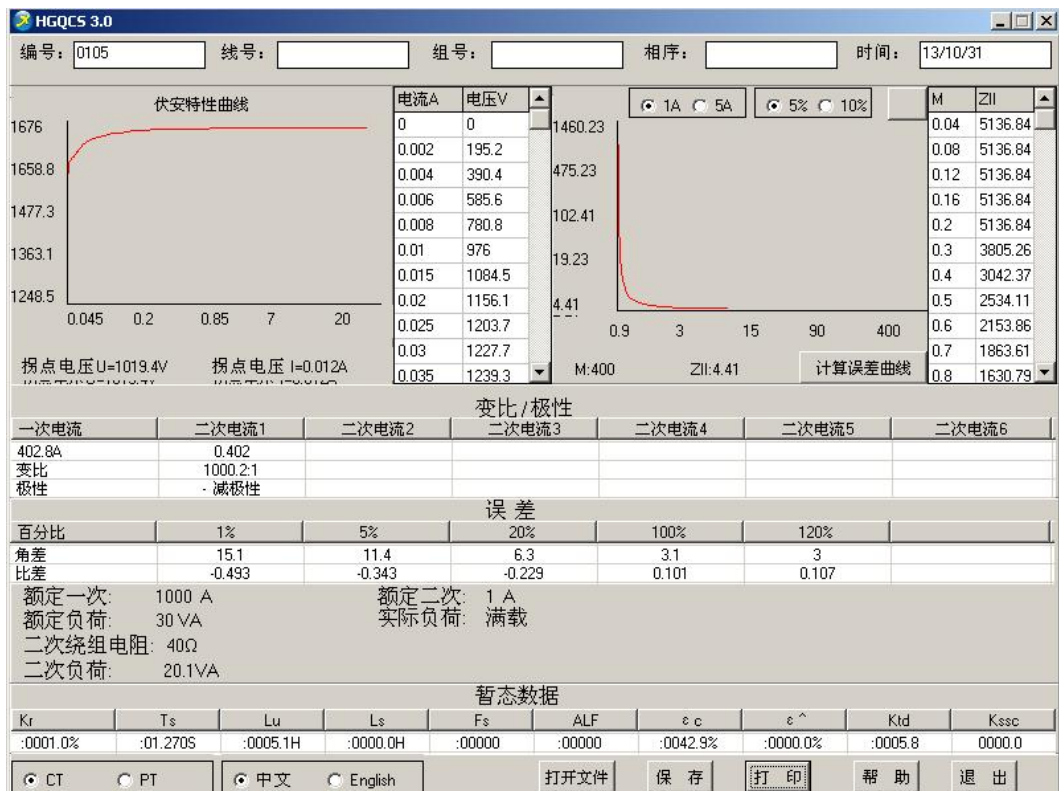 HGQCS 3.0
编号: 0105 线号: 组号: 相序: 时间: 13/10/31
伏安特性曲线
1676
1658.8
1477.3
1363.1
1248.5
0.045 0.2 0.85 7 20
拐点电压U=1019.4V 拐点电压 I=0.012A
电流A 电压V
0 0
0.002 195.2
0.004 390.4
0.006 585.6
0.008 780.8
0.01 976
0.015 1084.5
0.02 1156.1
0.025 1203.7
0.03 1227.7
0.035 1239.3
1A 5A 5% 10%
1460.23
475.23
102.41
19.23
4.41
0.9 3 15 90 400
M:400 ZII:4.41 计算误差曲线
M ZII
0.04 5136.84
0.08 5136.84
0.12 5136.84
0.16 5136.84
0.2 5136.84
0.3 3805.26
0.4 3042.37
0.5 2534.11
0.6 2153.86
0.7 1863.61
0.8 1630.79
变比/极性
一次电流 二次电流1 二次电流2 二次电流3 二次电流4 二次电流5 二次电流6
402.8A 0.402
变比 1000.2:1
极性 - 减极性
误 差
百分比 1% 5% 20% 100% 120%
角差 15.1 11.4 6.3 3.1 3
比差 -0.493 -0.343 -0.229 0.101 0.107
额定一次: 1000 A 额定二次: 1 A
额定负荷: 30 VA 实际负荷: 满载
二次绕组电阻: 40Ω
二次负荷: 20.1VA
暂态数据
Kr Ts Lu Ls Fs ALF ε c ε ^ Ktd Kssc
:0001.0% :01.270S :0005.1H :0000.0H :00000 :00000 :0042.9% :0000.0% :0005.8 0000.0
CT PT 中文 English 打开文件 保 存 打 印 帮 助 退 出